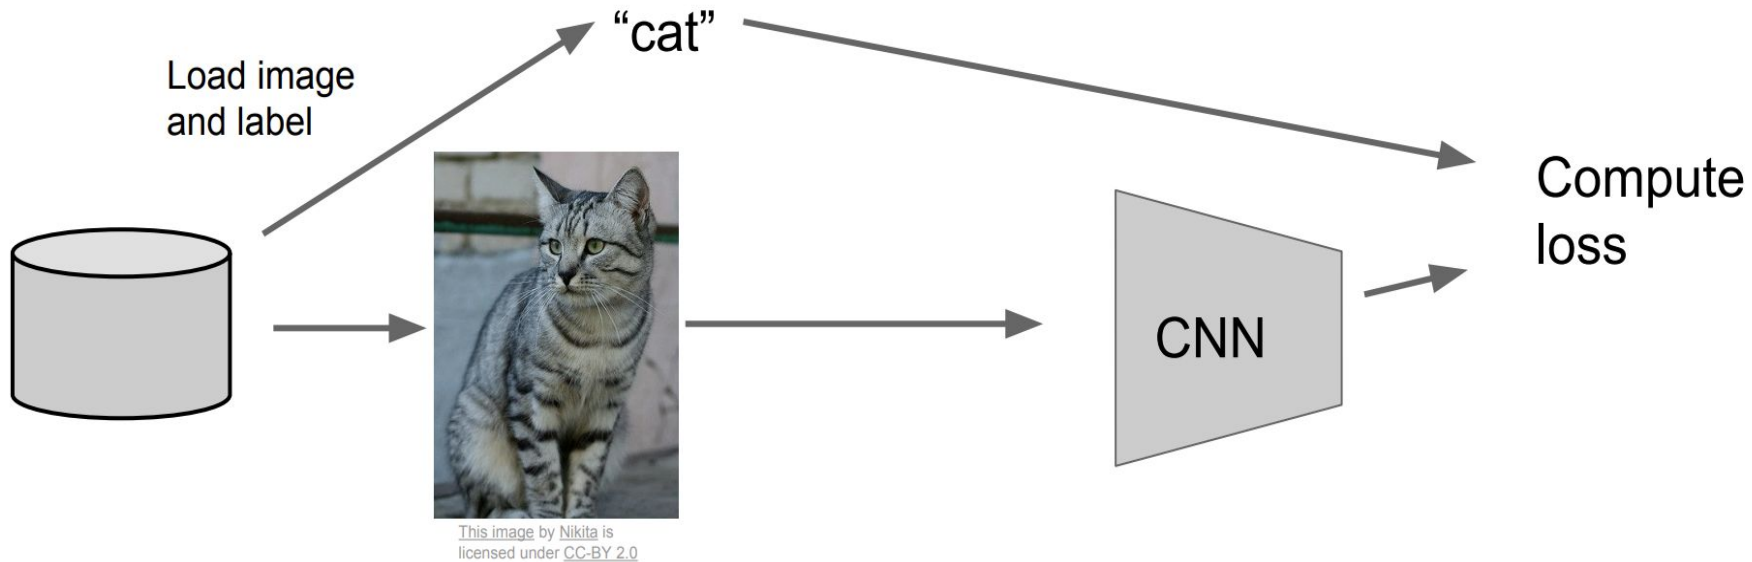 “cat”
Load image
and label
Compute
loss
CNN
This image by Nikita is
licensed under CC-BY 2.0